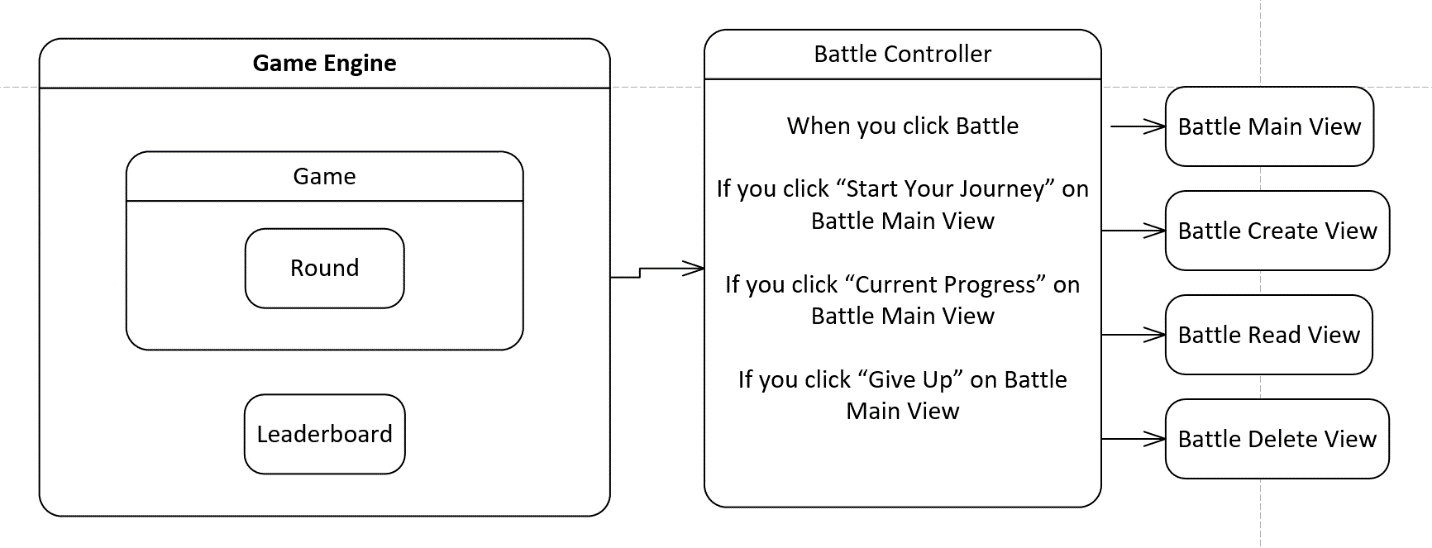 Game Engine
Game
Round
Leaderboard
Battle Controller
When you click Battle
If you click “Start Your Journey” on
Battle Main View
If you click “Current Progress” on
Battle Main View
If you click “Give Up” on Battle
Main View
Battle Main View
Battle Create View
Battle Read View
Battle Delete View